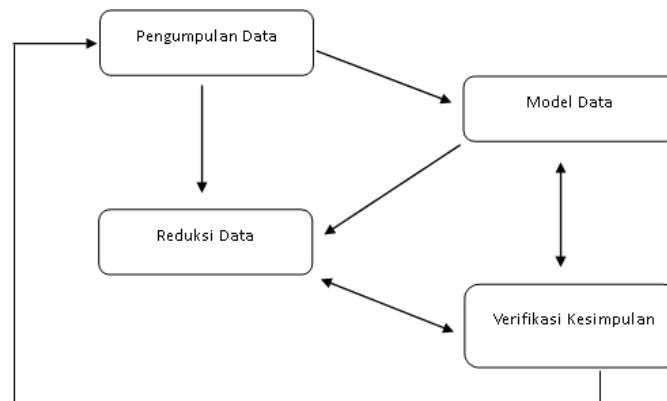 Pengumpulan Data
Model Data
Reduksi Data
Verifikasi Kesimpulan